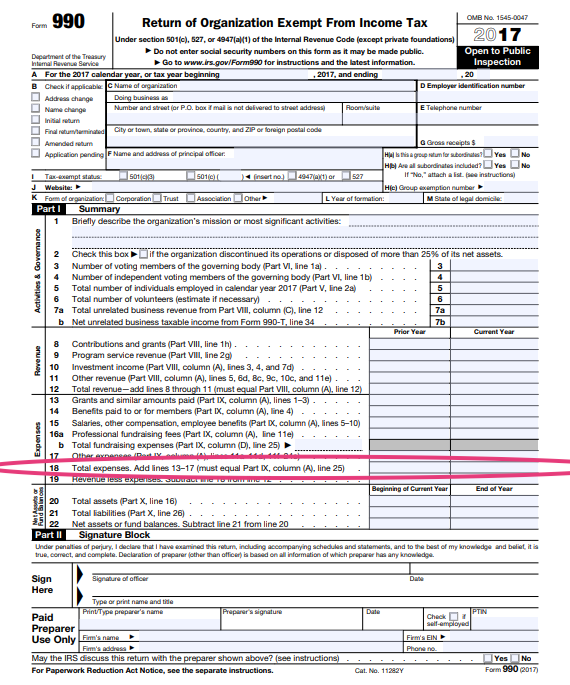 Form 990
Department of the Treasury
Internal Revenue Service
Return of Organization Exempt From Income Tax
Under section 501(c), 527, or 4947(a)(1) of the Internal Revenue Code (except private foundations)
▶ Do not enter social security numbers on this form as it may be made public.
▶ Go to www.irs.gov/Form990 for instructions and the latest information.
OMB No. 1545-0047
2017
Open to Public
Inspection
A For the 2017 calendar year, or tax year beginning , 2017, and ending , 20
B Check if applicable:
Address change
Name change
Initial return
Final return/terminated
Amended return
Application pending
C Name of organization
Doing business as
Number and street (or P.O. box if mail is not delivered to street address) Room/suite
City or town, state or province, country, and ZIP or foreign postal code
D Employer identification number
E Telephone number
G Gross receipts $
F Name and address of principal officer:
H(a) Is this a group return for subordinates? Yes No
H(b) Are all subordinates included? Yes No
If "No," attach a list. (see instructions)
H(c) Group exemption number ▶
I Tax-exempt status: 501(c)(3) 501(c) ( ) ◀ (insert no.) 4947(a)(1) or 527
J Website: ▶
K Form of organization: Corporation Trust Association Other ▶ L Year of formation: M State of legal domicile:
Part I Summary
Activities & Governance
1 Briefly describe the organization's mission or most significant activities:
2 Check this box ▶ if the organization discontinued its operations or disposed of more than 25% of its net assets.
3 Number of voting members of the governing body (Part VI, line 1a) . . . . . . . . . 3
4 Number of independent voting members of the governing body (Part VI, line 1b) . . . . 4
5 Total number of individuals employed in calendar year 2017 (Part V, line 2a) . . . . . 5
6 Total number of volunteers (estimate if necessary) . . . . . . . . . . . . . 6
7a Total unrelated business revenue from Part VIII, column (C), line 12 . . . . . . . . 7a
b Net unrelated business taxable income from Form 990-T, line 34 . . . . . . . . . 7b
Prior Year Current Year
Revenue
8 Contributions and grants (Part VIII, line 1h) . . . . . . . . . . .
9 Program service revenue (Part VIII, line 2g) . . . . . . . . . . .
10 Investment income (Part VIII, column (A), lines 3, 4, and 7d) . . . . . .
11 Other revenue (Part VIII, column (A), lines 5, 6d, 8c, 9c, 10c, and 11e) . . .
12 Total revenue—add lines 8 through 11 (must equal Part VIII, column (A), line 12)
Expenses
13 Grants and similar amounts paid (Part IX, column (A), lines 1–3) . . . . .
14 Benefits paid to or for members (Part IX, column (A), line 4) . . . . . .
15 Salaries, other compensation, employee benefits (Part IX, column (A), lines 5–10)
16a Professional fundraising fees (Part IX, column (A), line 11e) . . . . . .
b Total fundraising expenses (Part IX, column (D), line 25) ▶
17 Other expenses (Part IX, column (A), lines 11a–11d, 11f–24e)
18 Total expenses. Add lines 13–17 (must equal Part IX, column (A), line 25) .
19 Revenue less expenses. Subtract line 18 from line 12
Net Assets or
Fund Balances
Beginning of Current Year End of Year
20 Total assets (Part X, line 16) . . . . . . . . . . . . . . .
21 Total liabilities (Part X, line 26) . . . . . . . . . . . . . .
22 Net assets or fund balances. Subtract line 21 from line 20 . . . . . .
Part II Signature Block
Under penalties of perjury, I declare that I have examined this return, including accompanying schedules and statements, and to the best of my knowledge and belief, it is
true, correct, and complete. Declaration of preparer (other than officer) is based on all information of which preparer has any knowledge.
Sign
Here
Signature of officer Date
Type or print name and title
Paid
Preparer
Use Only
Print/Type preparer's name Preparer's signature Date Check if
self-employed PTIN
Firm's name ▶ Firm's EIN ▶
Firm's address ▶ Phone no.
May the IRS discuss this return with the preparer shown above? (see instructions) . . . . . . . . . Yes No
For Paperwork Reduction Act Notice, see the separate instructions. Cat. No. 11282Y Form 990 (2017)